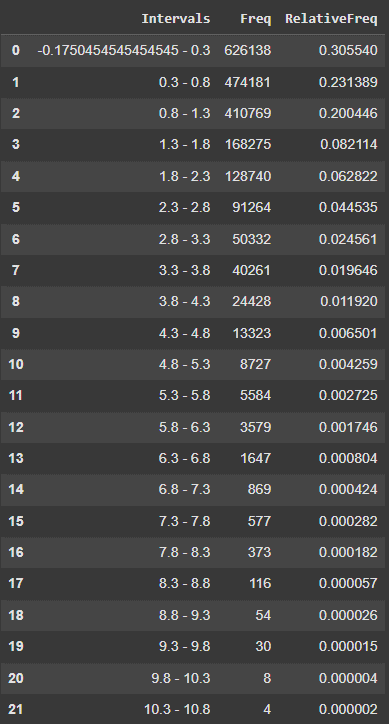 Intervals Freq RelativeFreq
0 -0.1750454545454545 - 0.3 626138 0.305540
1 0.3 - 0.8 474181 0.231389
2 0.8 - 1.3 410769 0.200446
3 1.3 - 1.8 168275 0.082114
4 1.8 - 2.3 128740 0.062822
5 2.3 - 2.8 91264 0.044535
6 2.8 - 3.3 50332 0.024561
7 3.3 - 3.8 40261 0.019646
8 3.8 - 4.3 24428 0.011920
9 4.3 - 4.8 13323 0.006501
10 4.8 - 5.3 8727 0.004259
11 5.3 - 5.8 5584 0.002725
12 5.8 - 6.3 3579 0.001746
13 6.3 - 6.8 1647 0.000804
14 6.8 - 7.3 869 0.000424
15 7.3 - 7.8 577 0.000282
16 7.8 - 8.3 373 0.000182
17 8.3 - 8.8 116 0.000057
18 8.8 - 9.3 54 0.000026
19 9.3 - 9.8 30 0.000015
20 9.8 - 10.3 8 0.000004
21 10.3 - 10.8 4 0.000002